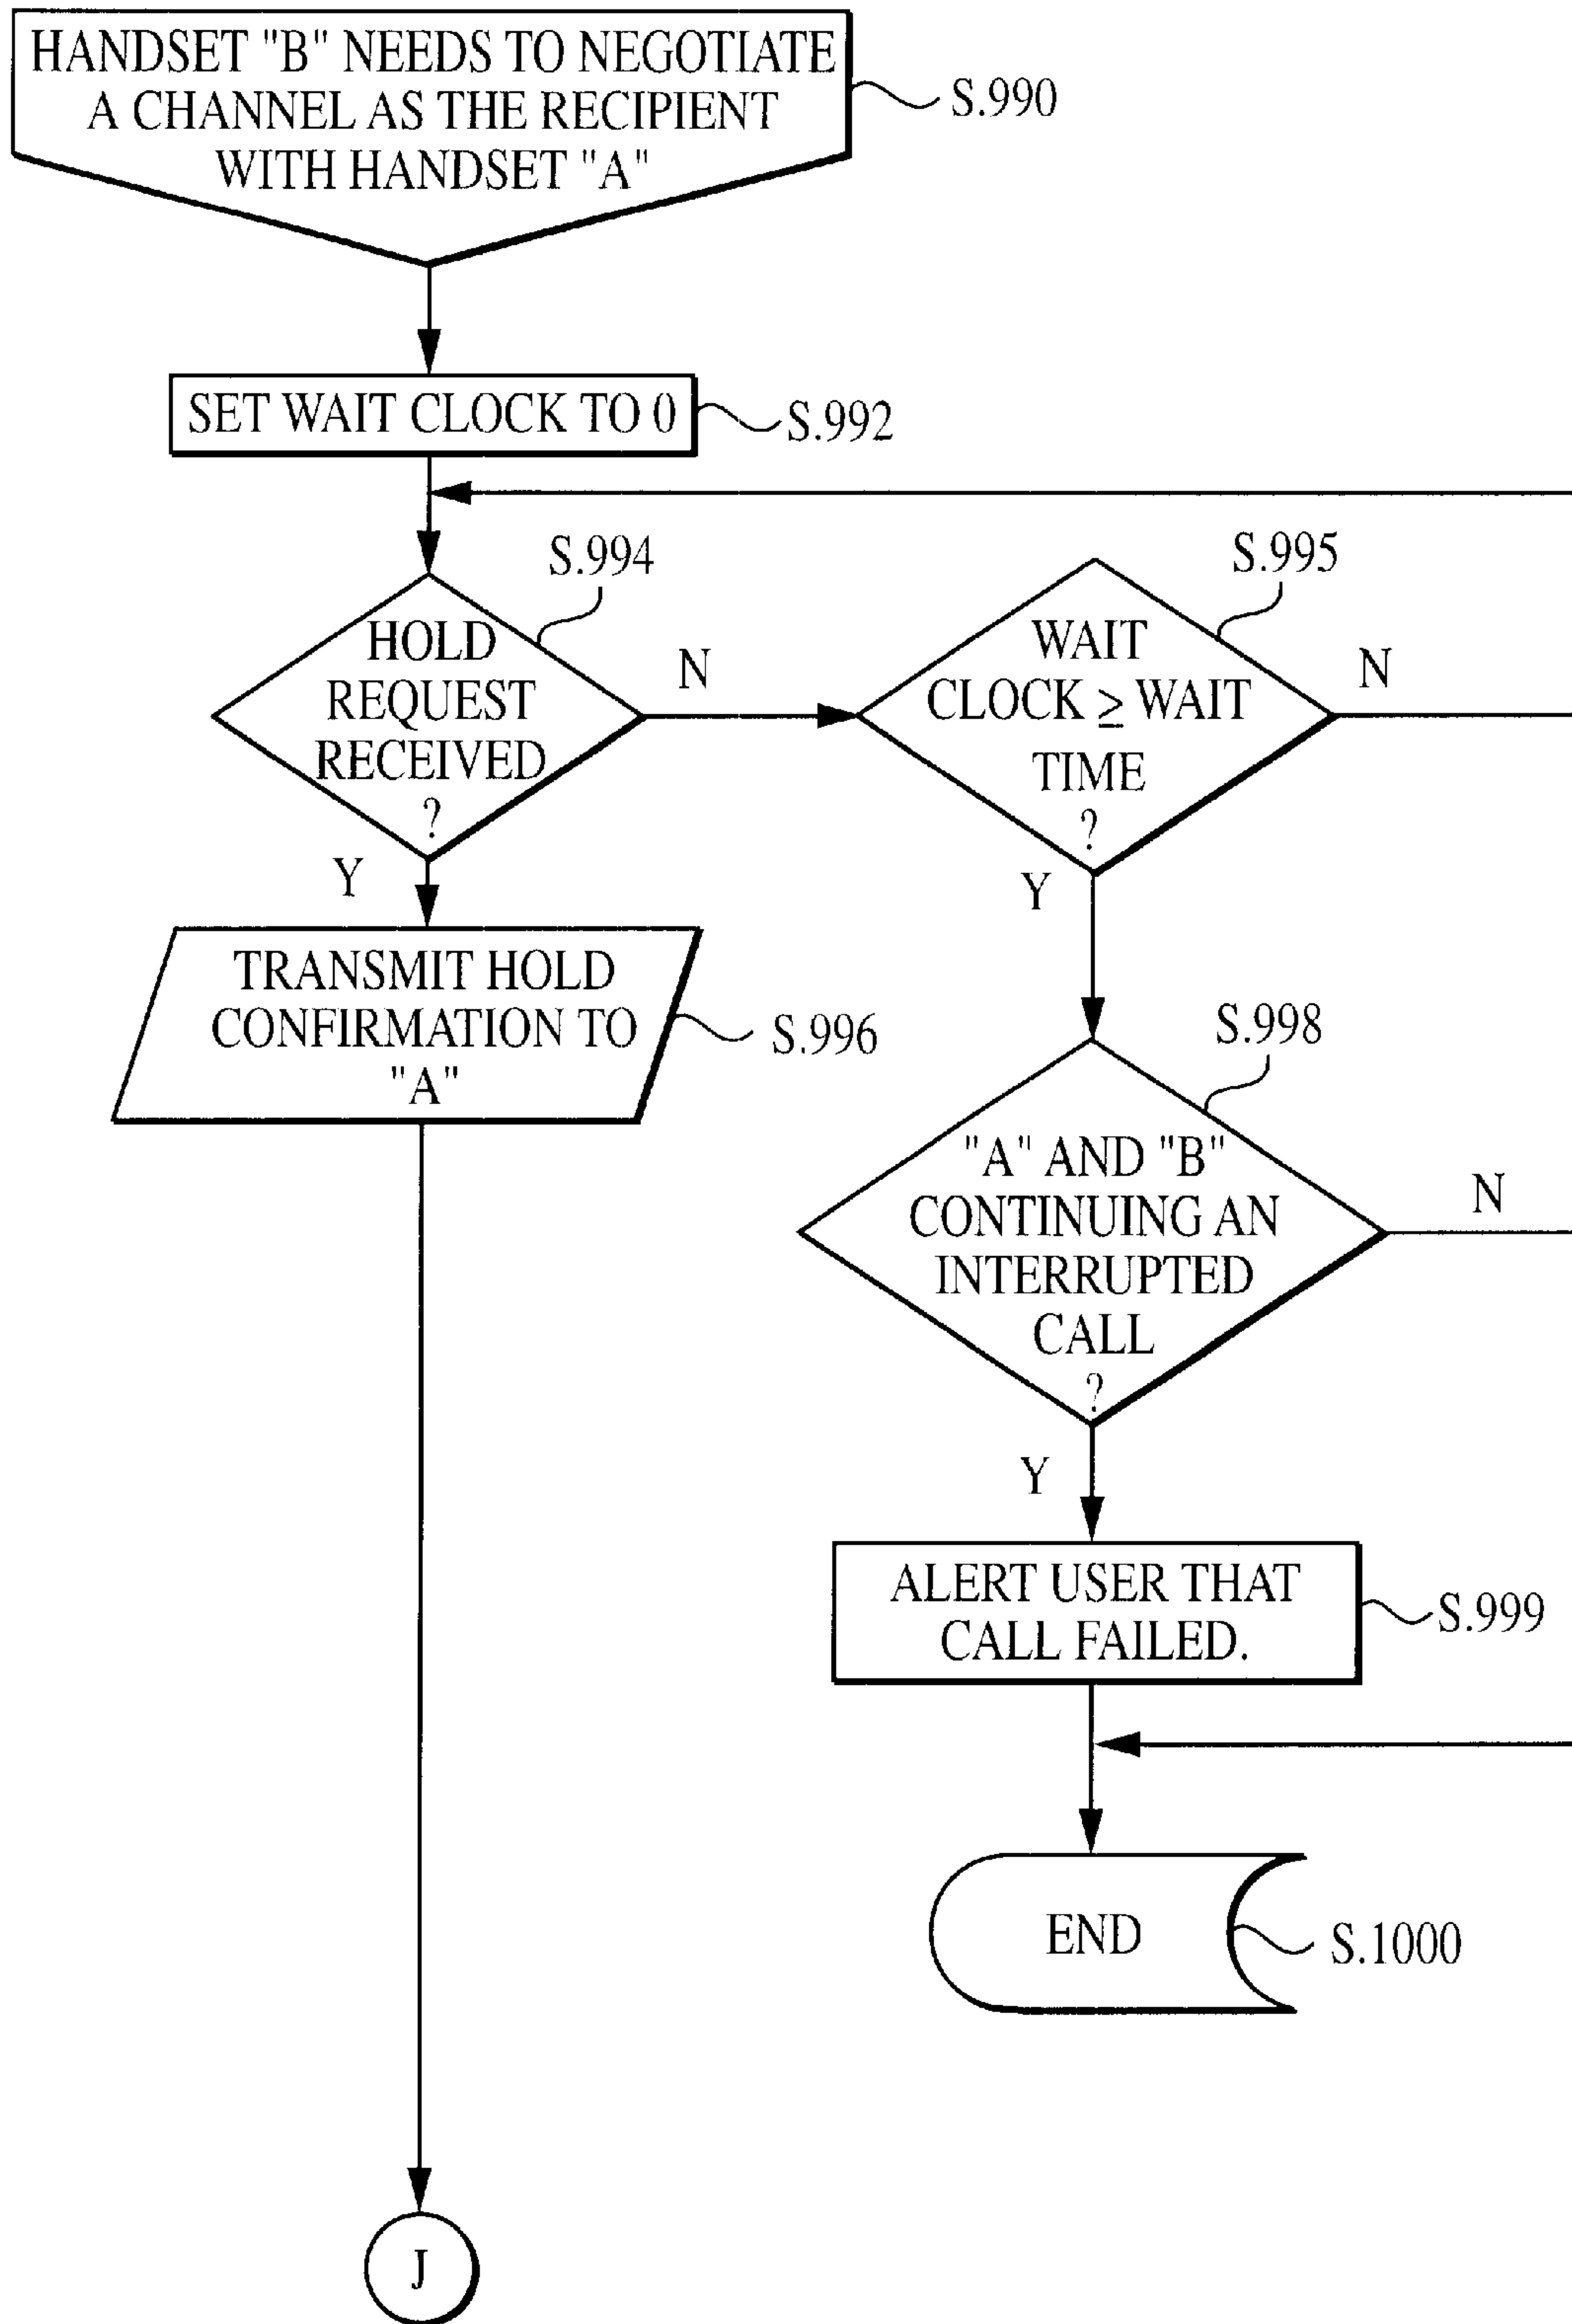 HANDSET "B" NEEDS TO NEGOTIATE
A CHANNEL AS THE RECIPIENT
WITH HANDSET "A"
S.990
SET WAIT CLOCK TO 0
S.992
S.994
HOLD
REQUEST
RECEIVED
?
N
Y
S.995
WAIT
CLOCK ≥ WAIT
TIME
?
N
Y
TRANSMIT HOLD
CONFIRMATION TO
"A"
S.996
S.998
"A" AND "B"
CONTINUING AN
INTERRUPTED
CALL
?
N
Y
ALERT USER THAT
CALL FAILED.
S.999
END
S.1000
J